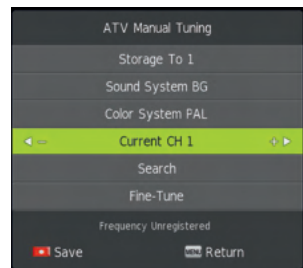 ATV Manual Tuning
Storage To 1
Sound System BG
Color System PAL
Current CH 1
Search
Fine-Tune
Frequency Unregistered
Save MENU Return